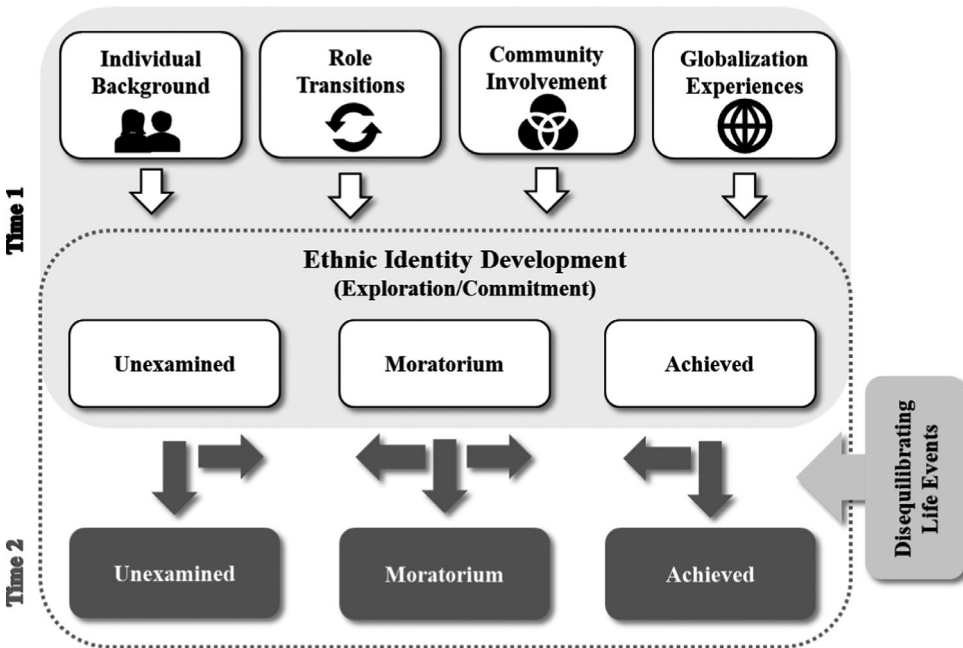 Individual
Background
Role
Transitions
Community
Involvement
Globalization
Experiences
Time 1
Ethnic Identity Development
(Exploration/Commitment)
Unexamined
Moratorium
Achieved
Disequilibrating
Life Events
Time 2
Unexamined
Moratorium
Achieved